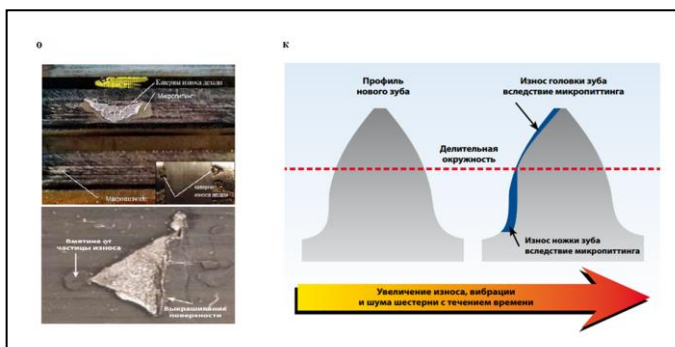 О
К
Каверны износа детали
Микропиттинг
Микроизнос
каверны
износа детали
Вмятина от
частицы износа
Выкрашивание
поверхности
Профиль
нового зуба
Износ головки зуба
вследствие микропиттинга
Делительная
окружность
Износ ножки зуба
вследствие микропиттинга
Увеличение износа, вибрации
и шума шестерни с течением времени